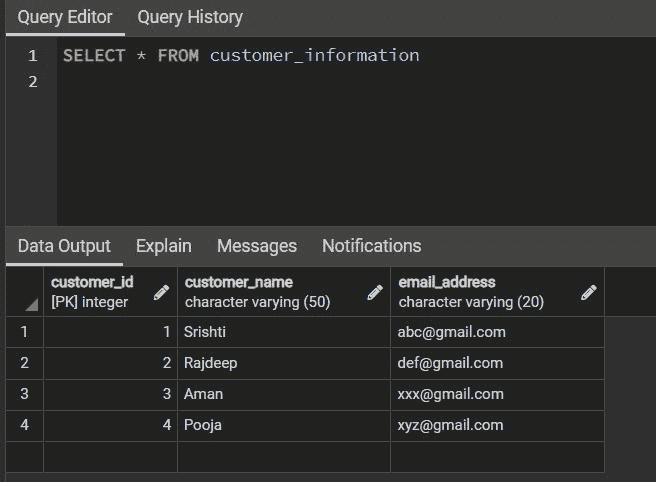 Query Editor Query History
1 SELECT * FROM customer_information
2
Data Output Explain Messages Notifications
customer_id customer_name email_address
[PK] integer character varying (50) character varying (20)
1 1 Srishti abc@gmail.com
2 2 Rajdeep def@gmail.com
3 3 Aman xxx@gmail.com
4 4 Pooja xyz@gmail.com